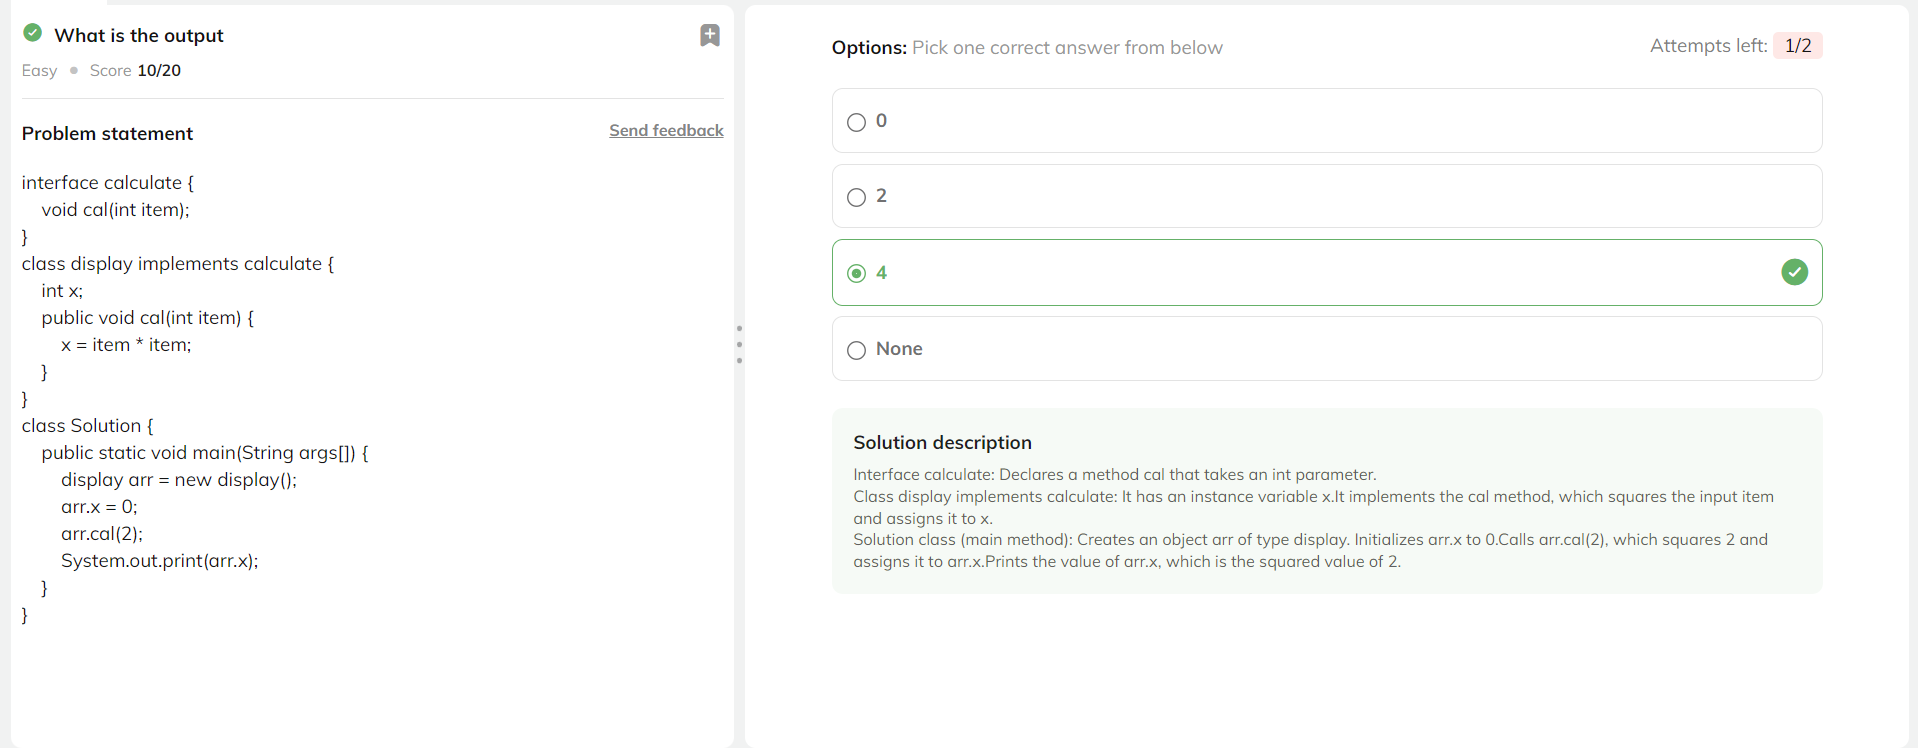 What is the output
Easy • Score 10/20
Problem statement
Send feedback
interface calculate {
    void cal(int item);
}
class display implements calculate {
    int x;
    public void cal(int item) {
        x = item * item;
    }
}
class Solution {
    public static void main(String args[]) {
        display arr = new display();
        arr.x = 0;
        arr.cal(2);
        System.out.print(arr.x);
    }
}
Options: Pick one correct answer from below
Attempts left: 1/2
0
2
4
None
Solution description
Interface calculate: Declares a method cal that takes an int parameter.
Class display implements calculate: It has an instance variable x.It implements the cal method, which squares the input item
and assigns it to x.
Solution class (main method): Creates an object arr of type display. Initializes arr.x to 0.Calls arr.cal(2), which squares 2 and
assigns it to arr.x.Prints the value of arr.x, which is the squared value of 2.